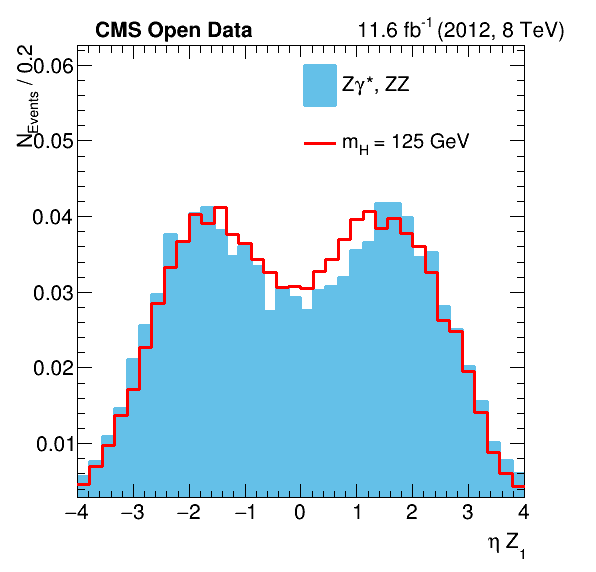 CMS Open Data 11.6 fb⁻¹ (2012, 8 TeV)
N_Events / 0.2
0.06
Zγ*, ZZ
0.05
m_H = 125 GeV
0.04
0.03
0.02
0.01
−4 −3 −2 −1 0 1 2 3 4
η Z₁